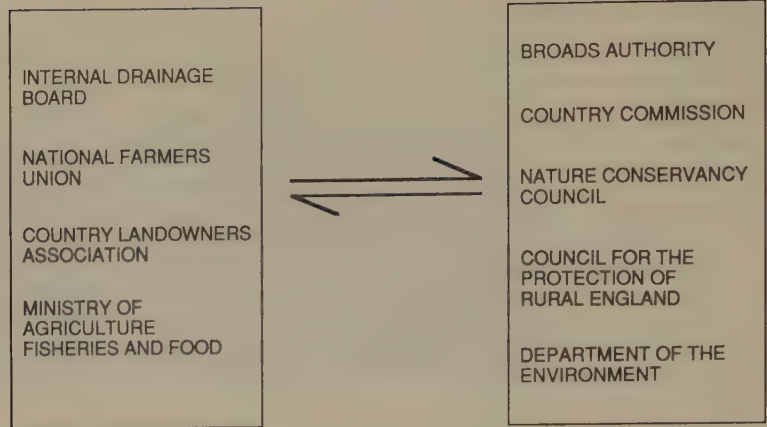 INTERNAL DRAINAGE
BOARD
NATIONAL FARMERS
UNION
COUNTRY LANDOWNERS
ASSOCIATION
MINISTRY OF
AGRICULTURE
FISHERIES AND FOOD
BROADS AUTHORITY
COUNTRY COMMISSION
NATURE CONSERVANCY
COUNCIL
COUNCIL FOR THE
PROTECTION OF
RURAL ENGLAND
DEPARTMENT OF THE
ENVIRONMENT